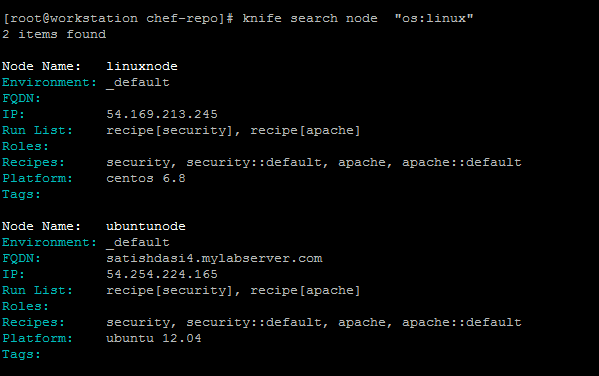 [root@workstation chef-repo]# knife search node  "os:linux"
2 items found
Node Name:   linuxnode
Environment: _default
FQDN:
IP:          54.169.213.245
Run List:    recipe[security], recipe[apache]
Roles:
Recipes:     security, security::default, apache, apache::default
Platform:    centos 6.8
Tags:
Node Name:   ubuntunode
Environment: _default
FQDN:        satishdasi4.mylabserver.com
IP:          54.254.224.165
Run List:    recipe[security], recipe[apache]
Roles:
Recipes:     security, security::default, apache, apache::default
Platform:    ubuntu 12.04
Tags: